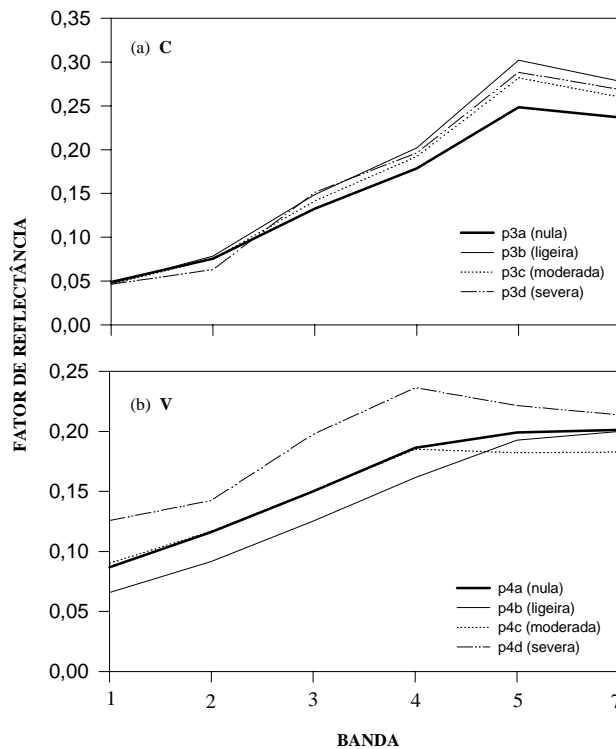 FATOR DE REFLECTÂNCIA
0,35
(a) C
0,30
0,25
0,20
0,15
0,10
0,05
0,00
p3a (nula)
p3b (ligeira)
p3c (moderada)
p3d (severa)
0,25
(b) V
0,20
0,15
0,10
0,05
0,00
p4a (nula)
p4b (ligeira)
p4c (moderada)
p4d (severa)
1 2 3 4 5 7
BANDA